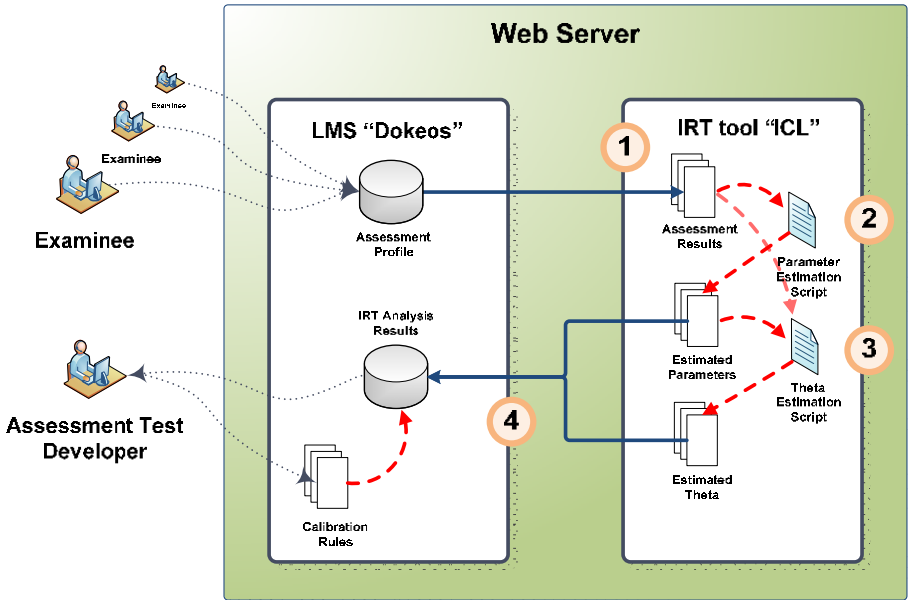 Web Server
Examinee
Examinee
Examinee
LMS “Dokeos”
Assessment
Profile
IRT Analysis
Results
Calibration
Rules
Assessment Test
Developer
IRT tool “ICL”
1
Assessment
Results
2
Parameter
Estimation
Script
Estimated
Parameters
3
Theta
Estimation
Script
4
Estimated
Theta